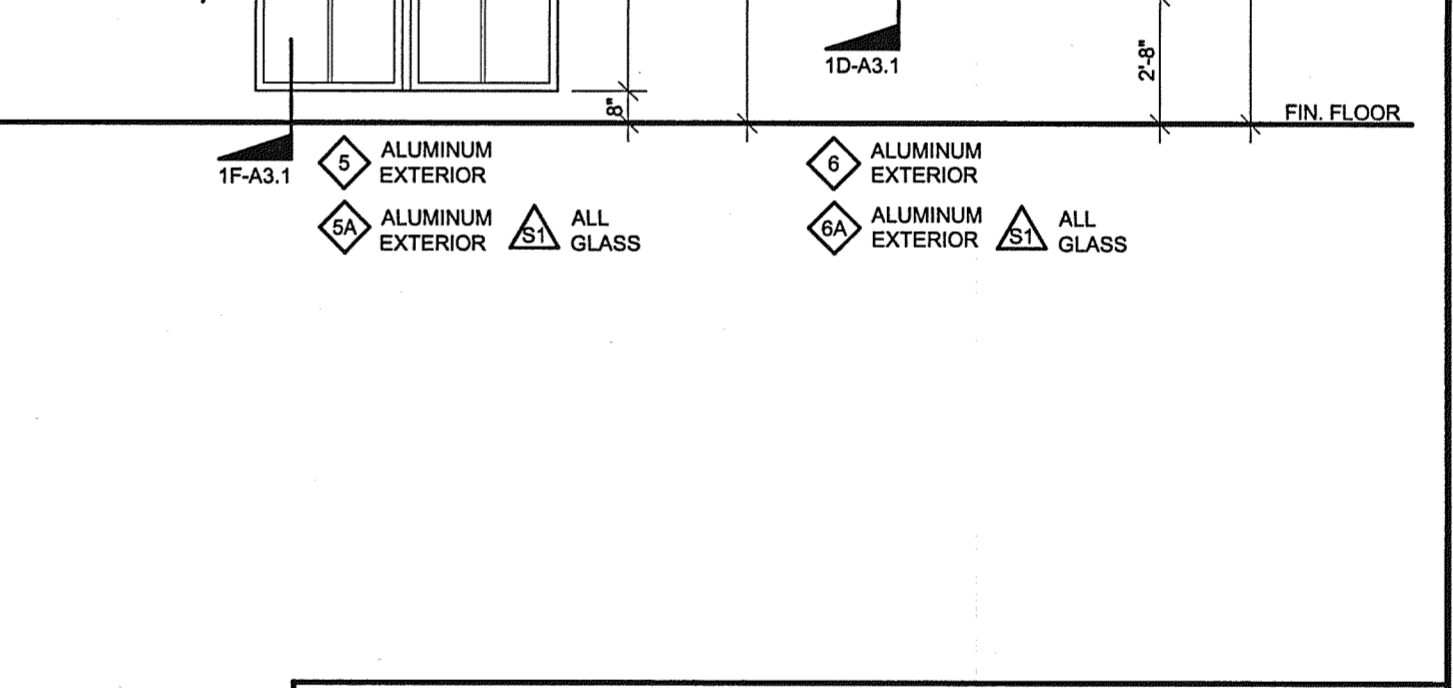 1D-A3.1
2'-8"
8"
FIN. FLOOR
1F-A3.1
5 ALUMINUM
EXTERIOR
6 ALUMINUM
EXTERIOR
5A ALUMINUM
EXTERIOR
S1 ALL
GLASS
6A ALUMINUM
EXTERIOR
S1 ALL
GLASS